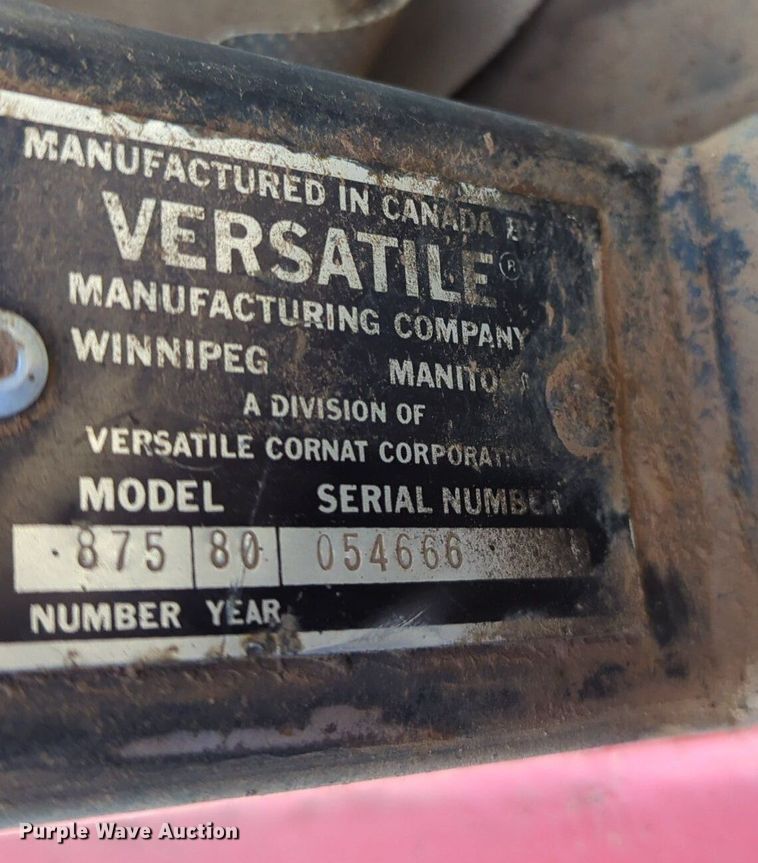 MANUFACTURED IN CANADA BY
VERSATILE®
MANUFACTURING COMPANY
WINNIPEG
A DIVISION OF
VERSATILE CORNAT CORPORATION
MODEL SERIAL NUMBER
875 80 054666
NUMBER YEAR
Purple Wave Auction